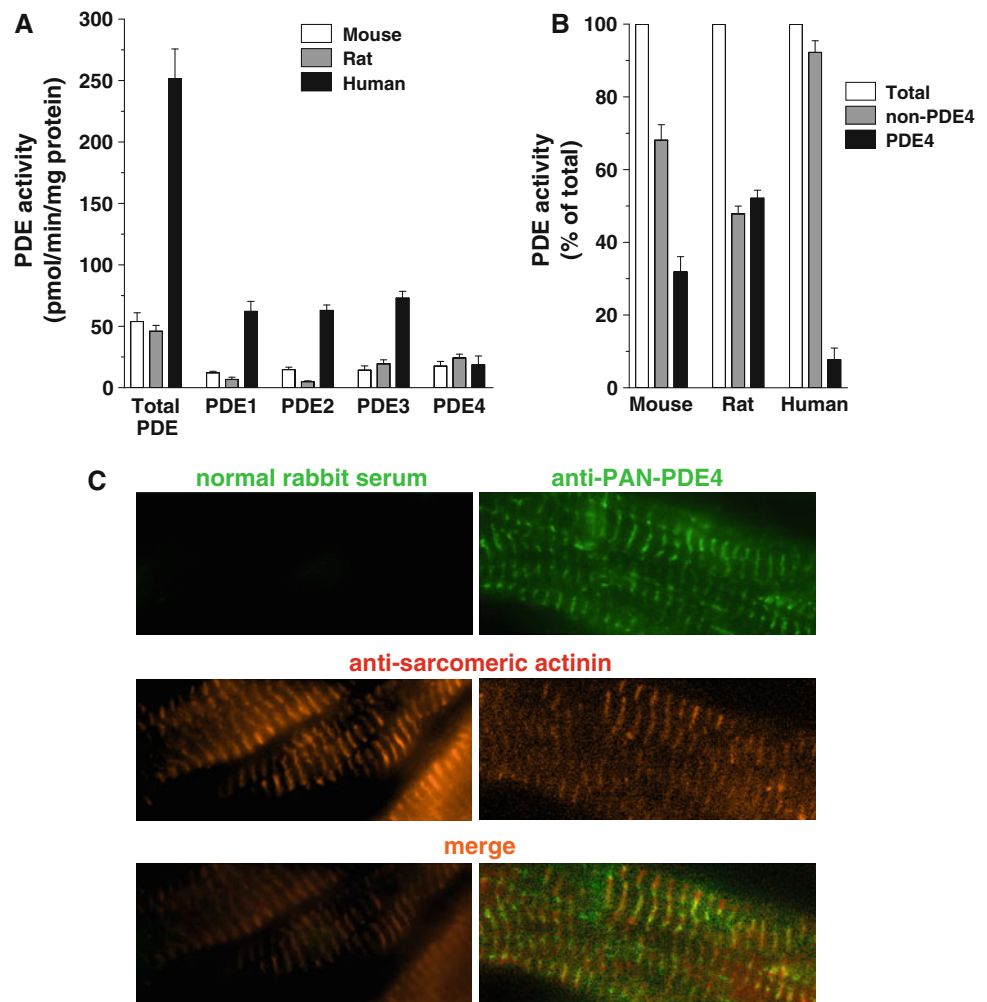 A
PDE activity
(pmol/min/mg protein)
300
250
200
150
100
50
0
Mouse
Rat
Human
Total
PDE
PDE1
PDE2
PDE3
PDE4
B
PDE activity
(% of total)
100
80
60
40
20
0
Total
non-PDE4
PDE4
Mouse
Rat
Human
C
normal rabbit serum
anti-PAN-PDE4
anti-sarcomeric actinin
merge